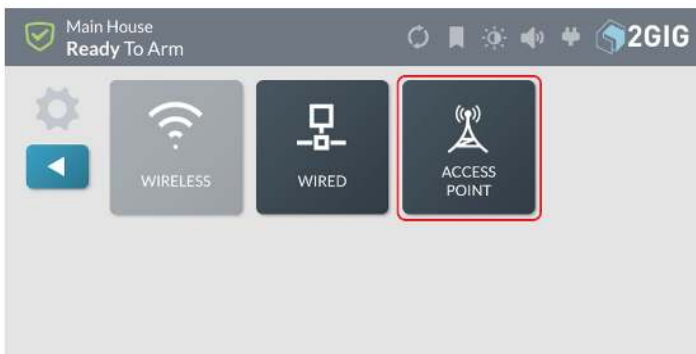 Main House
Ready To Arm
2GIG
WIRELESS
WIRED
ACCESS
POINT